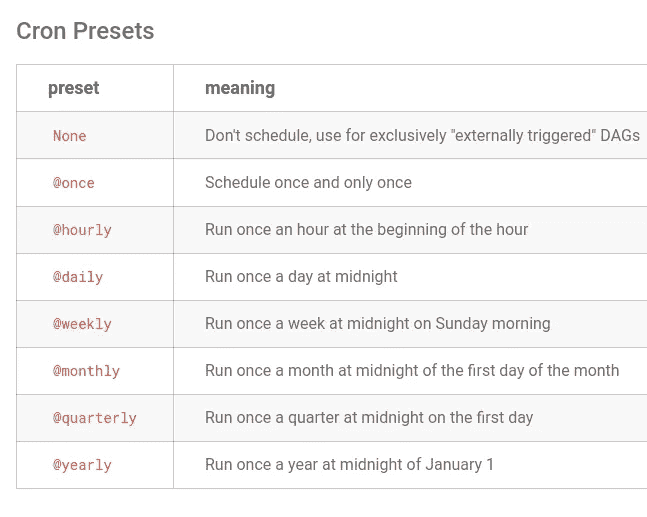 Cron Presets
preset meaning
None Don't schedule, use for exclusively "externally triggered" DAGs
@once Schedule once and only once
@hourly Run once an hour at the beginning of the hour
@daily Run once a day at midnight
@weekly Run once a week at midnight on Sunday morning
@monthly Run once a month at midnight of the first day of the month
@quarterly Run once a quarter at midnight on the first day
@yearly Run once a year at midnight of January 1